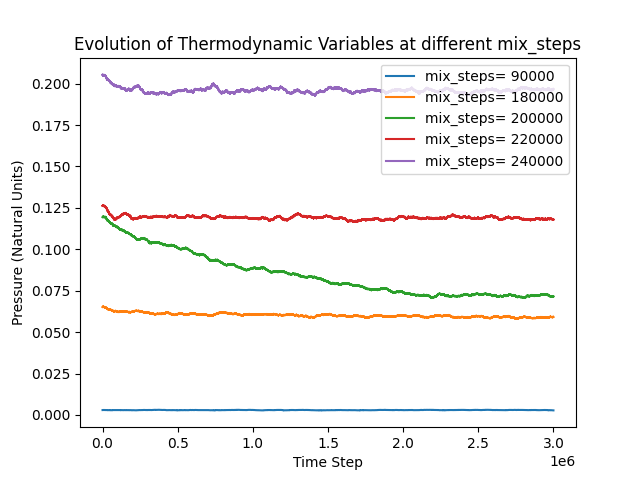 Evolution of Thermodynamic Variables at different mix_steps
mix_steps= 90000
mix_steps= 180000
mix_steps= 200000
mix_steps= 220000
mix_steps= 240000
Pressure (Natural Units)
0.200
0.175
0.150
0.125
0.100
0.075
0.050
0.025
0.000
0.0 0.5 1.0 1.5 2.0 2.5 3.0
1e6
Time Step